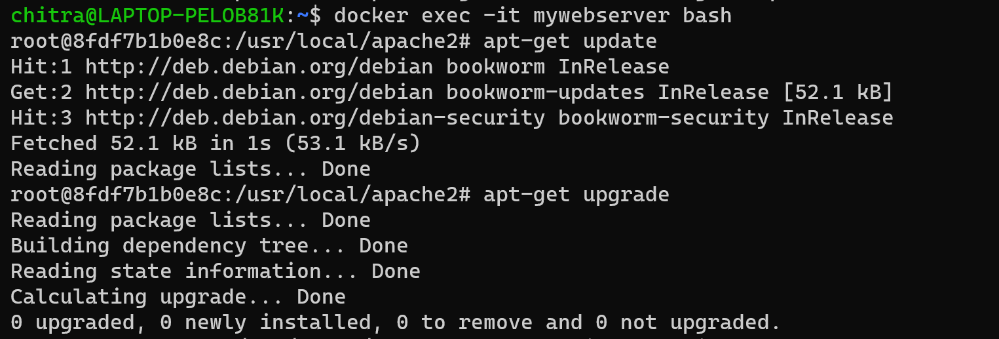 chitra@LAPTOP-PELOB81K:~$ docker exec -it mywebserver bash
root@8fdf7b1b0e8c:/usr/local/apache2# apt-get update
Hit:1 http://deb.debian.org/debian bookworm InRelease
Get:2 http://deb.debian.org/debian bookworm-updates InRelease [52.1 kB]
Hit:3 http://deb.debian.org/debian-security bookworm-security InRelease
Fetched 52.1 kB in 1s (53.1 kB/s)
Reading package lists... Done
root@8fdf7b1b0e8c:/usr/local/apache2# apt-get upgrade
Reading package lists... Done
Building dependency tree... Done
Reading state information... Done
Calculating upgrade... Done
0 upgraded, 0 newly installed, 0 to remove and 0 not upgraded.